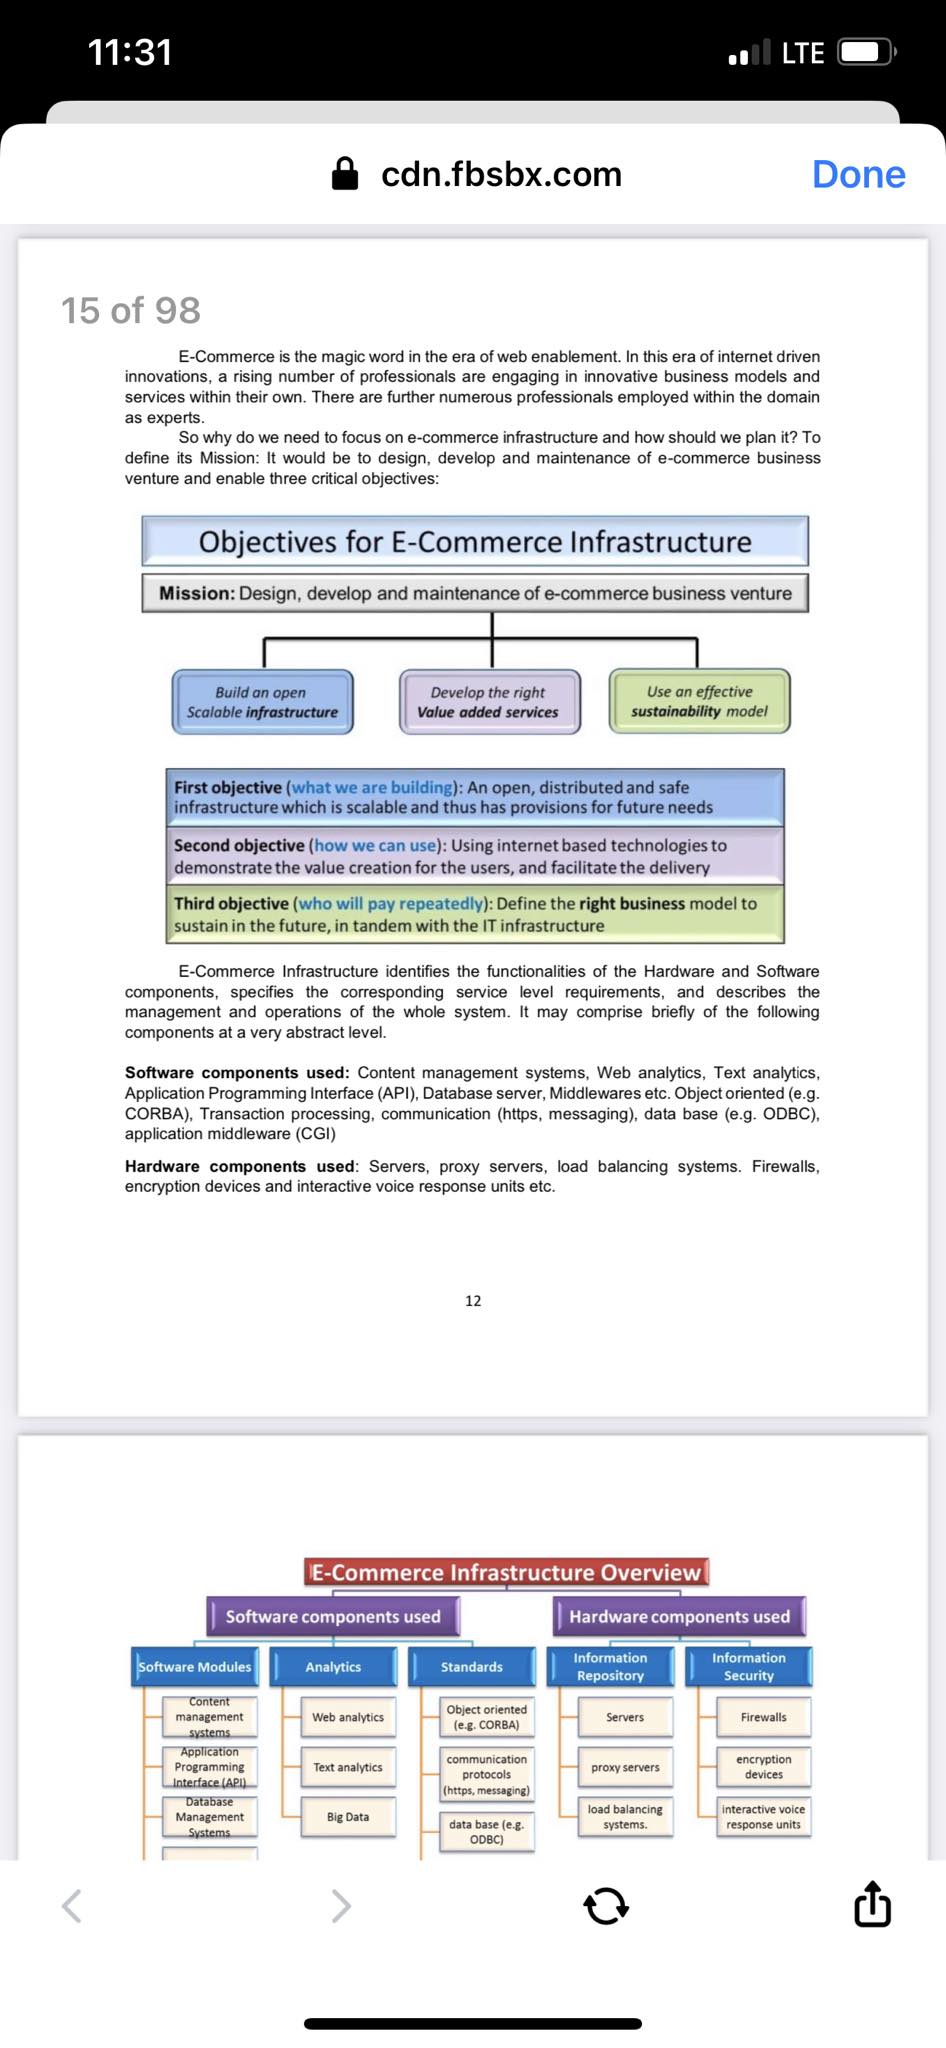 11:31
LTE
cdn.fbsbx.com
Done
15 of 98
E-Commerce is the magic word in the era of web enablement. In this era of internet driven
innovations, a rising number of professionals are engaging in innovative business models and
services within their own. There are further numerous professionals employed within the domain
as experts.
So why do we need to focus on e-commerce infrastructure and how should we plan it? To
define its Mission: It would be to design, develop and maintenance of e-commerce business
venture and enable three critical objectives:
Objectives for E-Commerce Infrastructure
Mission: Design, develop and maintenance of e-commerce business venture
Build an open
Scalable infrastructure
Develop the right
Value added services
Use an effective
sustainability model
First objective (what we are building): An open, distributed and safe
infrastructure which is scalable and thus has provisions for future needs
Second objective (how we can use): Using internet based technologies to
demonstrate the value creation for the users, and facilitate the delivery
Third objective (who will pay repeatedly): Define the right business model to
sustain in the future, in tandem with the IT infrastructure
E-Commerce Infrastructure identifies the functionalities of the Hardware and Software
components, specifies the corresponding service level requirements, and describes the
management and operations of the whole system. It may comprise briefly of the following
components at a very abstract level.
Software components used: Content management systems, Web analytics, Text analytics,
Application Programming Interface (API), Database server, Middlewares etc. Object oriented (e.g.
CORBA), Transaction processing, communication (https, messaging), data base (e.g. ODBC),
application middleware (CGI)
Hardware components used: Servers, proxy servers, load balancing systems. Firewalls,
encryption devices and interactive voice response units etc.
12
E-Commerce Infrastructure Overview
Software components used
Hardware components used
Software Modules
Analytics
Standards
Information
Repository
Information
Security
Content
management
systems
Web analytics
Object oriented
(e.g. CORBA)
Servers
Firewalls
Application
Programming
Interface (API)
Text analytics
communication
protocols
(https, messaging)
proxy servers
encryption
devices
Database
Management
Systems
Big Data
data base (e.g.
ODBC)
load balancing
systems.
interactive voice
response units